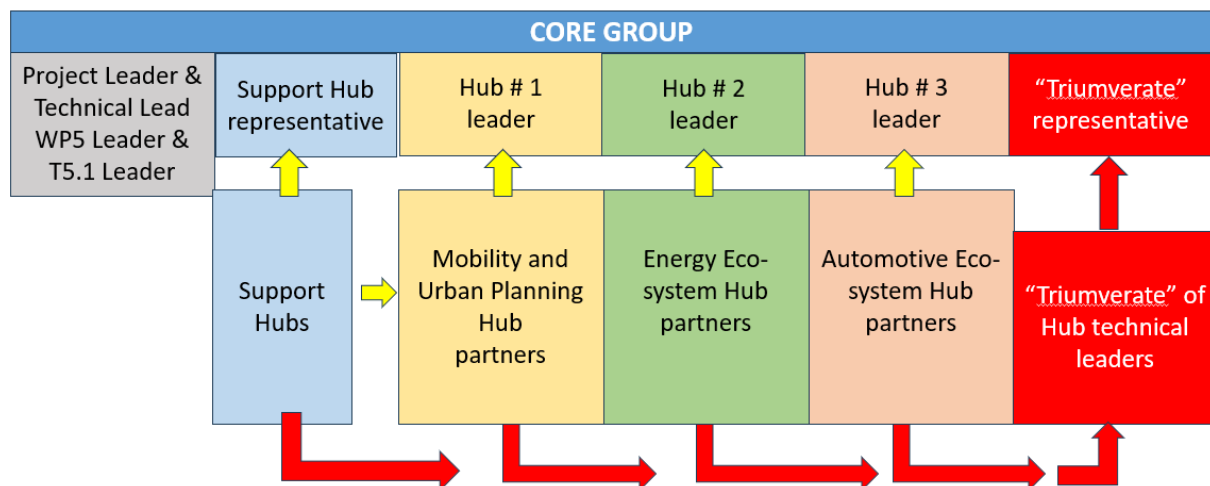 CORE GROUP
Project Leader &
Technical Lead
WP5 Leader &
T5.1 Leader
Support Hub
representative
Hub # 1
leader
Hub # 2
leader
Hub # 3
leader
“Triumverate”
representative
Support
Hubs
Mobility and
Urban Planning
Hub
partners
Energy Eco-
system Hub
partners
Automotive Eco-
system Hub
partners
“Triumverate” of
Hub technical
leaders